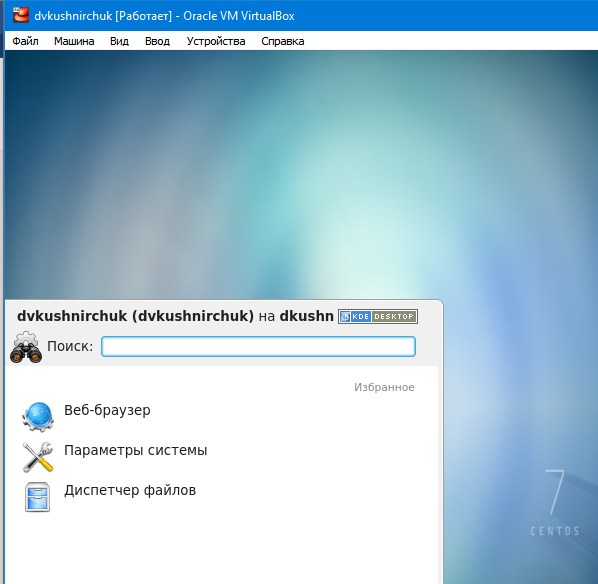 dvkushnirchuk [Работает] - Oracle VM VirtualBox
Файл Машина Вид Ввод Устройства Справка
dvkushnirchuk (dvkushnirchuk) на dkushn KDE DESKTOP
Поиск:
Избранное
Веб-браузер
Параметры системы
Диспетчер файлов
7
CENTOS